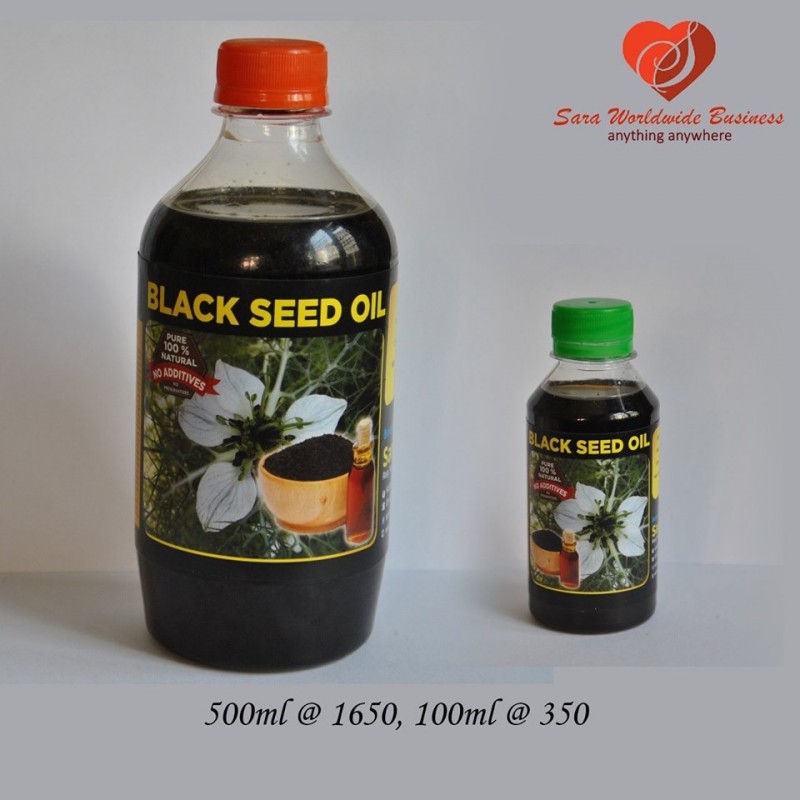 Sara Worldwide Business
anything anywhere
BLACK SEED OIL
PURE
100 %
NATURAL
NO ADDITIVES
BLACK SEED OIL
PURE
100 %
NATURAL
NO ADDITIVES
500ml @ 1650, 100ml @ 350